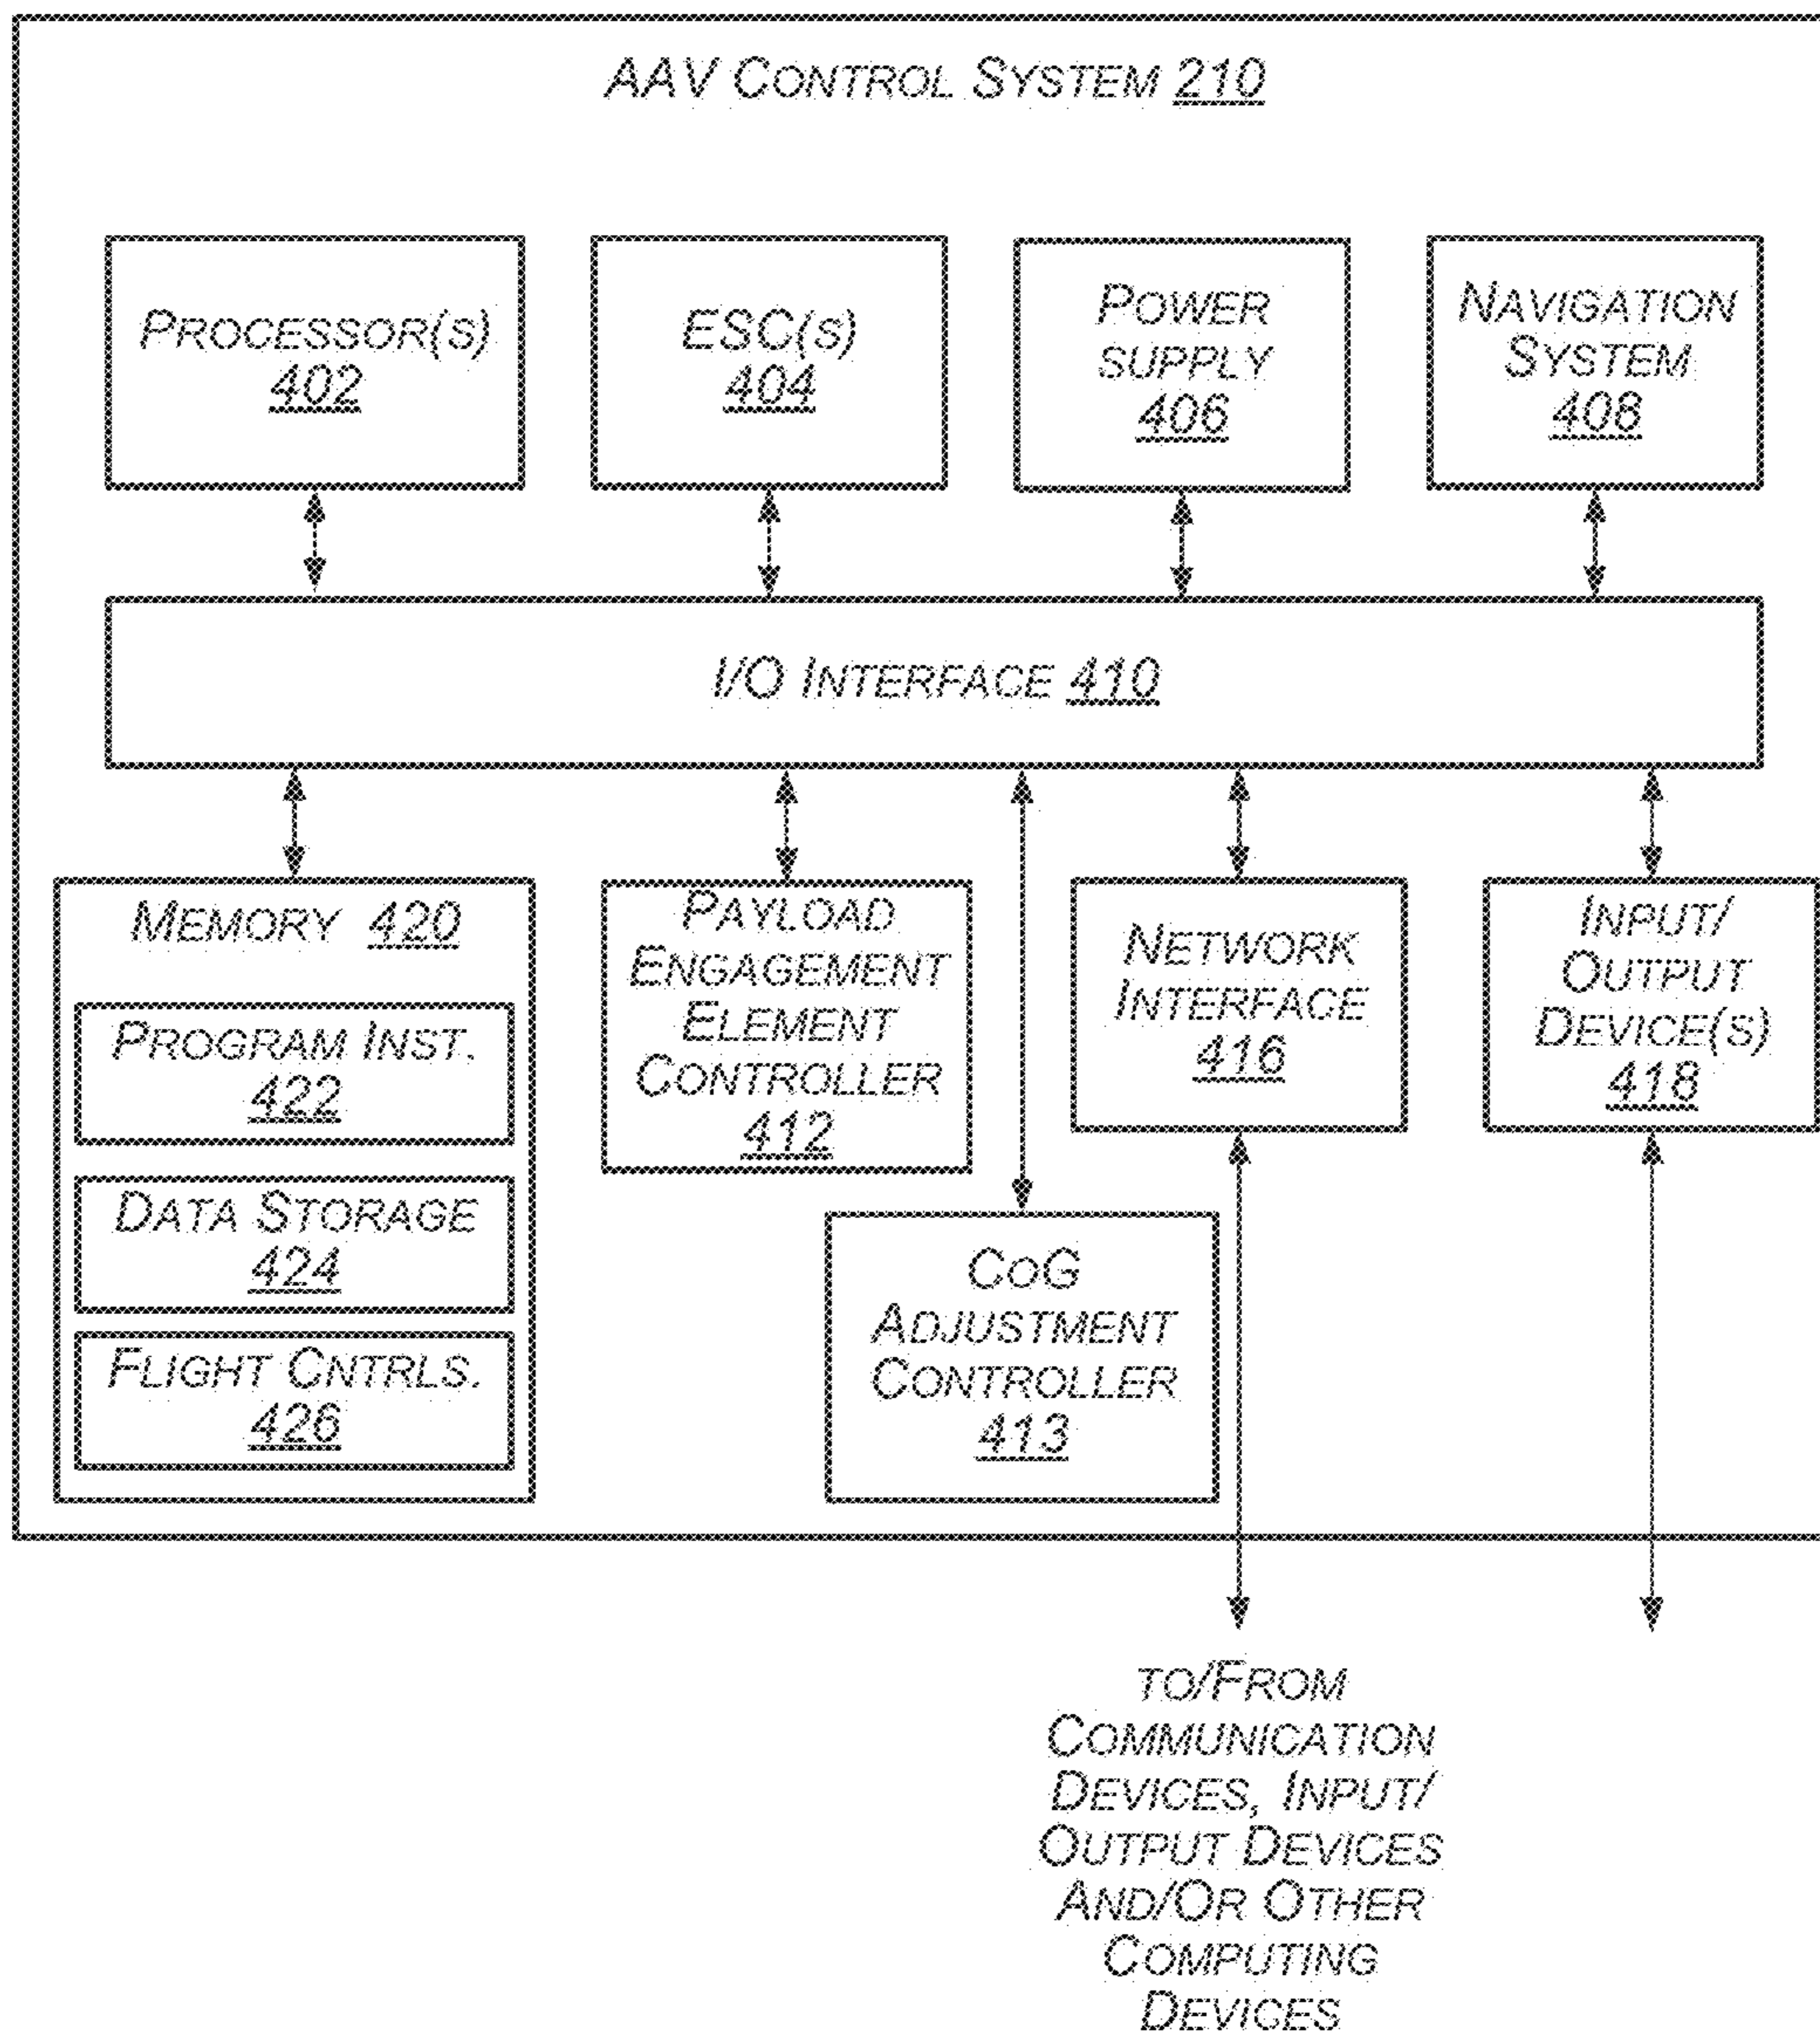 AAV CONTROL SYSTEM 210
PROCESSOR(S)
402
ESC(S)
404
POWER
SUPPLY
406
NAVIGATION
SYSTEM
408
I/O INTERFACE 410
MEMORY 420
PROGRAM INST.
422
DATA STORAGE
424
FLIGHT CNTRLS.
426
PAYLOAD
ENGAGEMENT
ELEMENT
CONTROLLER
412
COG
ADJUSTMENT
CONTROLLER
413
NETWORK
INTERFACE
416
INPUT/
OUTPUT
DEVICE(S)
418
TO/FROM
COMMUNICATION
DEVICES, INPUT/
OUTPUT DEVICES
AND/OR OTHER
COMPUTING
DEVICES